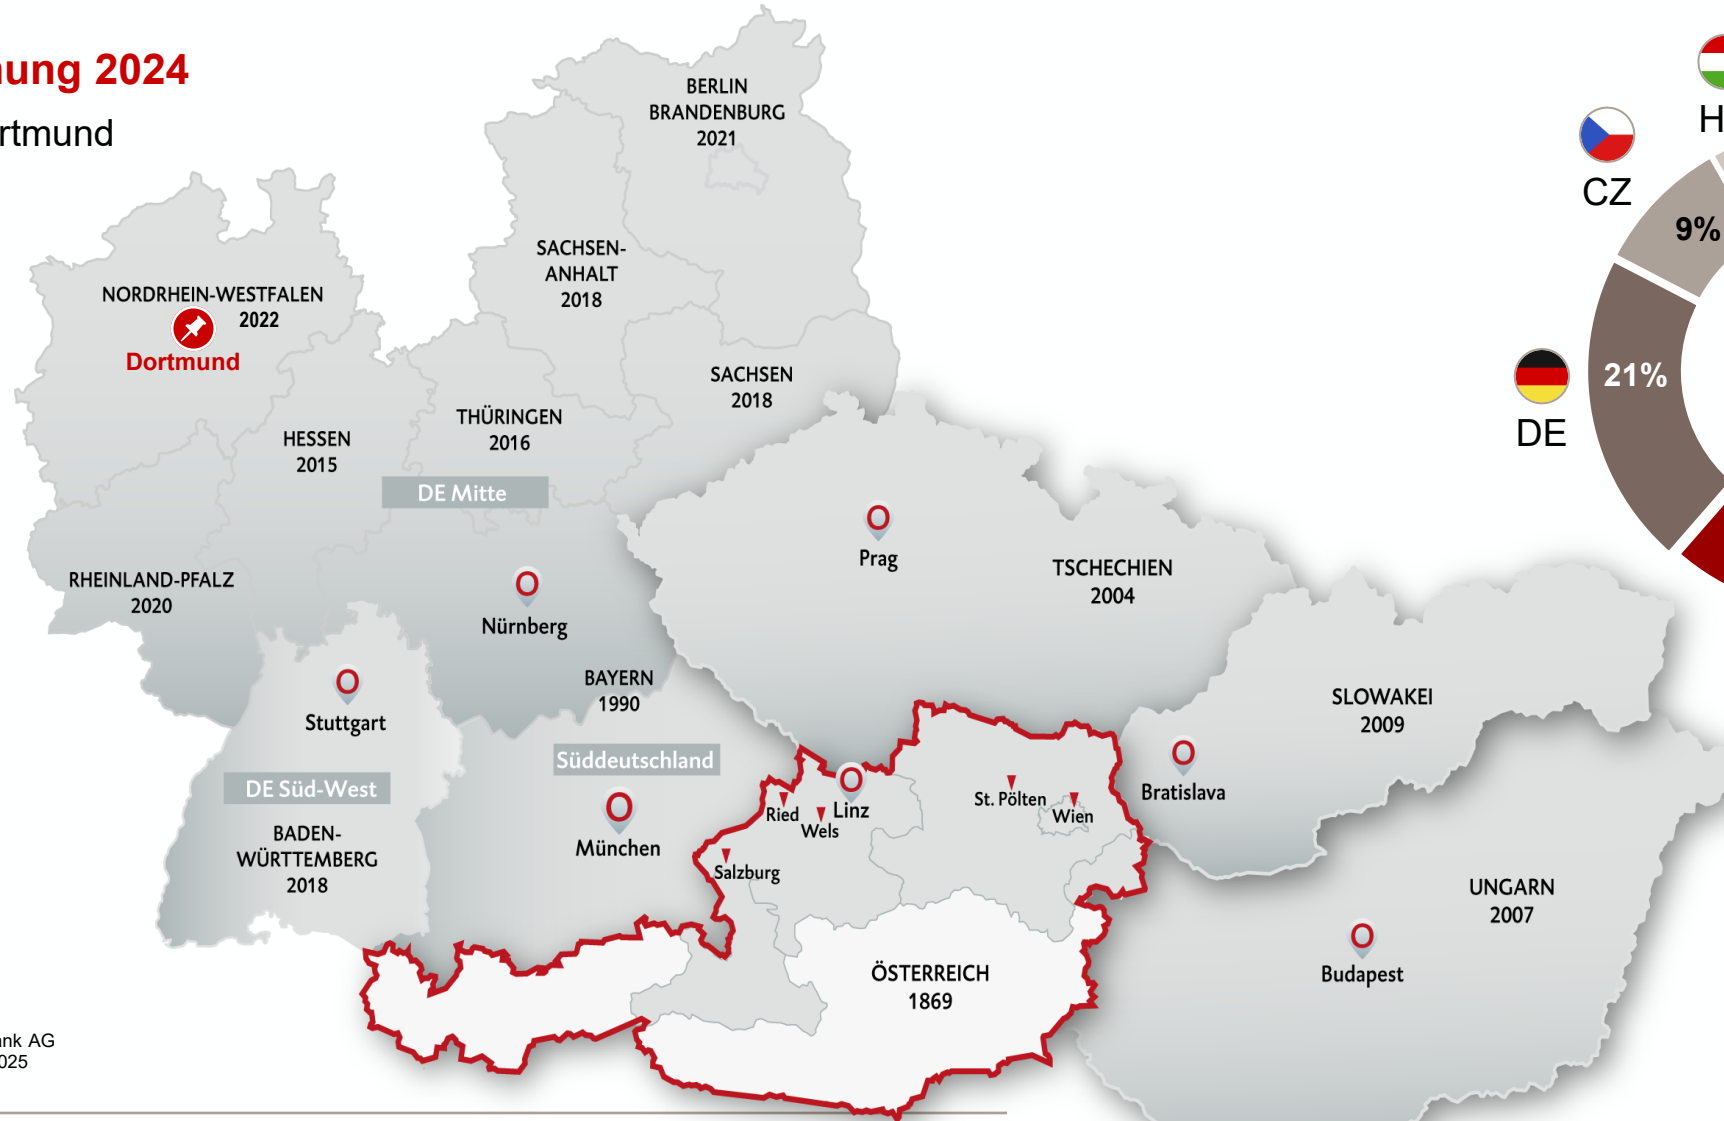 nung 2024
ortmund
BERLIN
BRANDENBURG
2021
H
CZ
9%
SACHSEN-
ANHALT
2018
NORDRHEIN-WESTFALEN
2022
Dortmund
SACHSEN
2018
21%
DE
THÜRINGEN
2016
HESSEN
2015
DE Mitte
Prag
TSCHECHIEN
2004
RHEINLAND-PFALZ
2020
Nürnberg
BAYERN
1990
SLOWAKEI
2009
Stuttgart
Süddeutschland
DE Süd-West
BADEN-
WÜRTTEMBERG
2018
München
Ried
Wels
Linz
St. Pölten
Wien
Bratislava
Salzburg
UNGARN
2007
Budapest
ÖSTERREICH
1869
ank AG
025